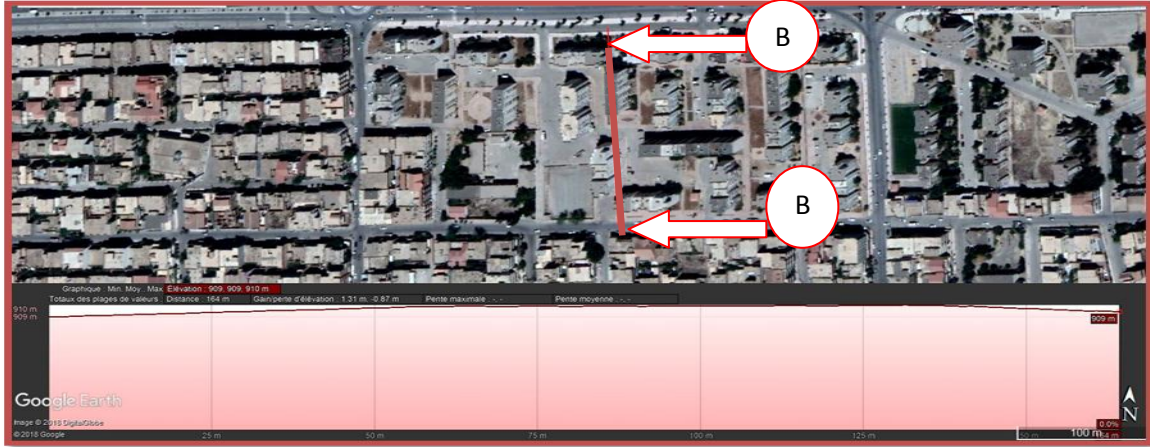 B
B
Graphique : Min. Moy. Max Élévation : 909, 909, 910 m
Totaux des plages de valeurs : Distance : 164 m Gain/perte d'élévation : 1.31 m, -0.87 m Pente maximale : -, - Pente moyenne : -, -
910 m
909 m
909 m
Google Earth
N
Image © 2018 DigitalGlobe
0.0%
© 2018 Google
25 m 50 m 75 m 100 m 125 m
100 m